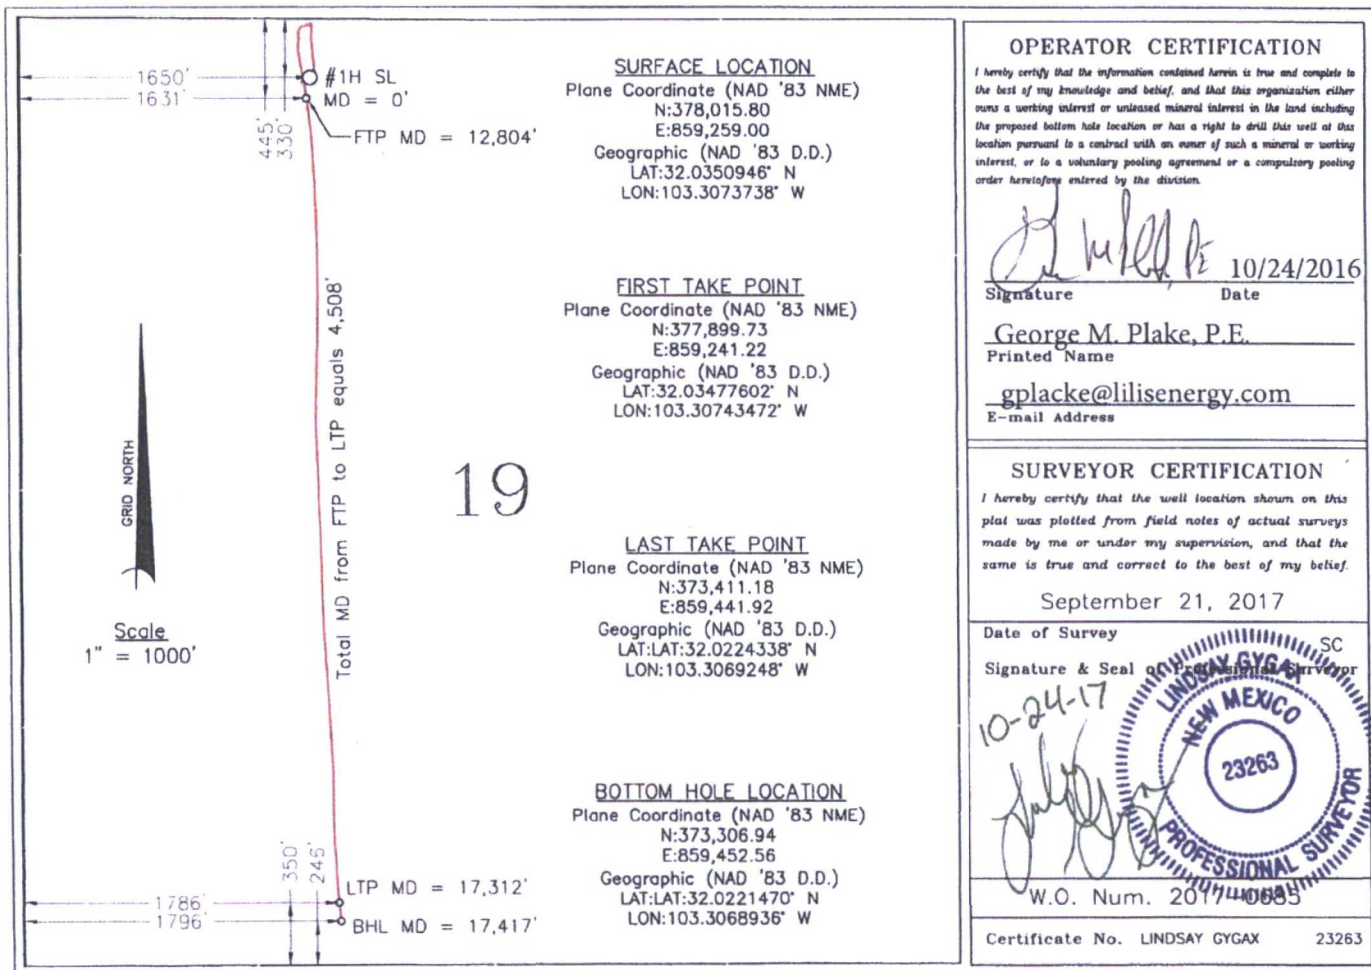 1650'
#1H SL
1631'
MD = 0'
445'
330'
FTP MD = 12,804'
Total MD from FTP to LTP equals 4,508'
GRID NORTH
Scale
1" = 1000'
19
350'
246'
LTP MD = 17,312'
1786'
1796'
BHL MD = 17,417'
SURFACE LOCATION
Plane Coordinate (NAD '83 NME)
N:378,015.80
E:859,259.00
Geographic (NAD '83 D.D.)
LAT:32.0350946° N
LON:103.3073738° W
FIRST TAKE POINT
Plane Coordinate (NAD '83 NME)
N:377,899.73
E:859,241.22
Geographic (NAD '83 D.D.)
LAT:32.03477602° N
LON:103.30743472° W
LAST TAKE POINT
Plane Coordinate (NAD '83 NME)
N:373,411.18
E:859,441.92
Geographic (NAD '83 D.D.)
LAT:LAT:32.0224338° N
LON:103.3069248° W
BOTTOM HOLE LOCATION
Plane Coordinate (NAD '83 NME)
N:373,306.94
E:859,452.56
Geographic (NAD '83 D.D.)
LAT:LAT:32.0221470° N
LON:103.3068936° W
OPERATOR CERTIFICATION
I hereby certify that the information contained herein is true and complete to
the best of my knowledge and belief, and that this organization either
owns a working interest or unleased mineral interest in the land including
the proposed bottom hole location or has a right to drill this well at this
location pursuant to a contract with an owner of such a mineral or working
interest, or to a voluntary pooling agreement or a compulsory pooling
order heretofore entered by the division.
10/24/2016
Signature Date
George M. Plake, P.E.
Printed Name
gplacke@lilisenergy.com
E-mail Address
SURVEYOR CERTIFICATION
I hereby certify that the well location shown on this
plat was plotted from field notes of actual surveys
made by me or under my supervision, and that the
same is true and correct to the best of my belief.
September 21, 2017
Date of Survey
SC
Signature & Seal of Professional Surveyor
10-24-17
LINDSAY GYGAX
NEW MEXICO
23263
PROFESSIONAL SURVEYOR
W.O. Num. 2017-0685
Certificate No. LINDSAY GYGAX 23263